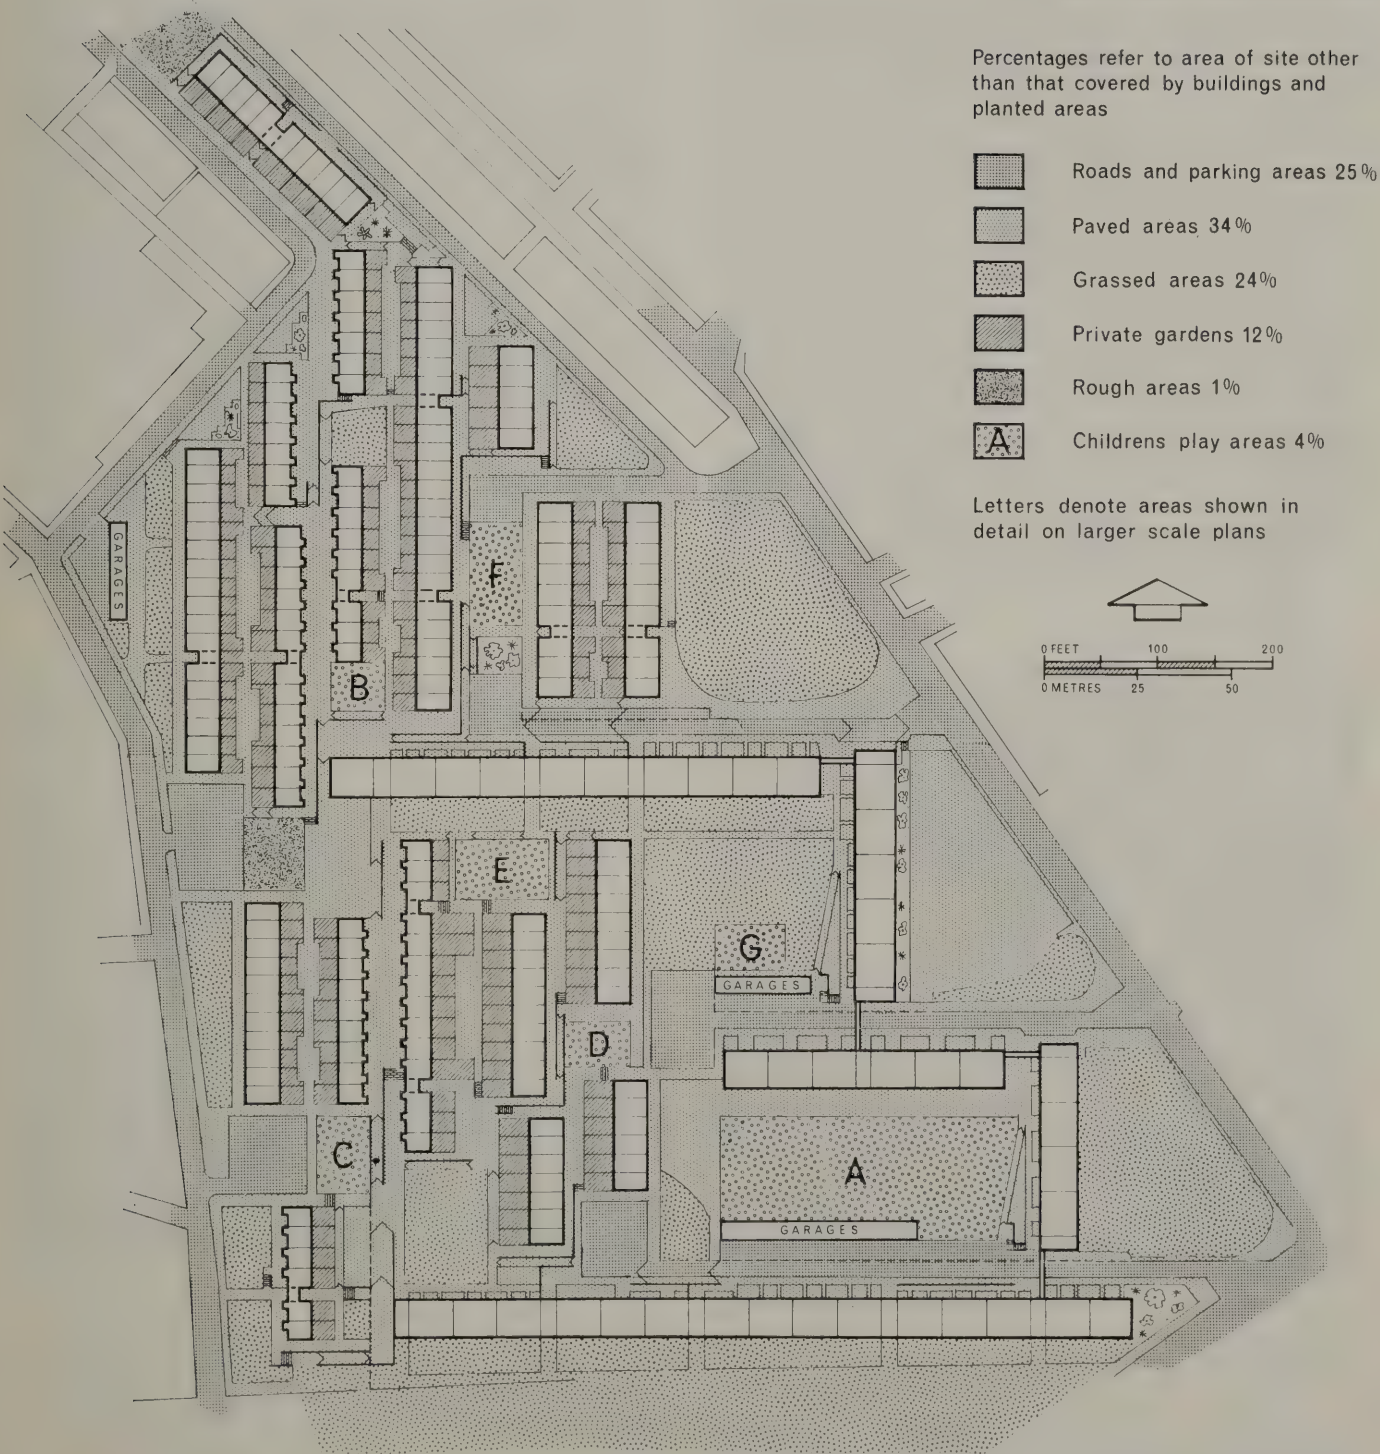 Percentages refer to area of site other
than that covered by buildings and
planted areas
Roads and parking areas 25%
Paved areas 34%
Grassed areas 24%
Private gardens 12%
Rough areas 1%
A Childrens play areas 4%
Letters denote areas shown in
detail on larger scale plans
0 FEET 100 200
0 METRES 25 50
GARAGES
F
B
E
G
GARAGES
D
C
A
GARAGES